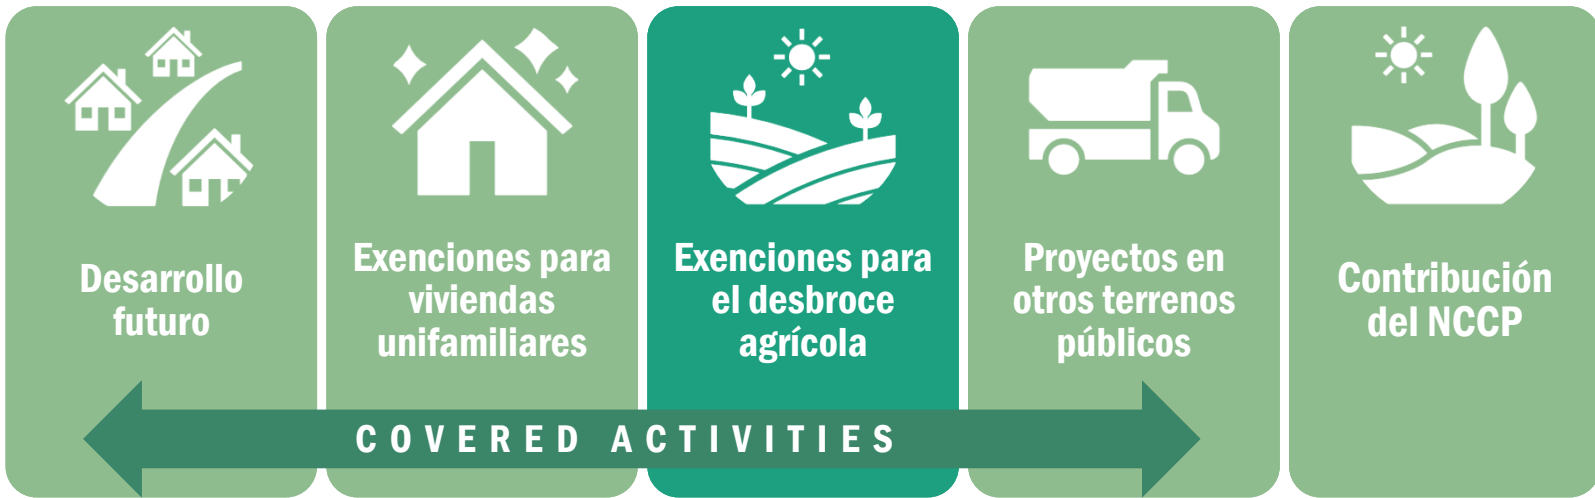 Desarrollo
futuro
Exenciones para
viviendas
unifamiliares
Exenciones para
el desbroce
agrícola
Proyectos en
otros terrenos
públicos
Contribución
del NCCP
COVERED ACTIVITIES